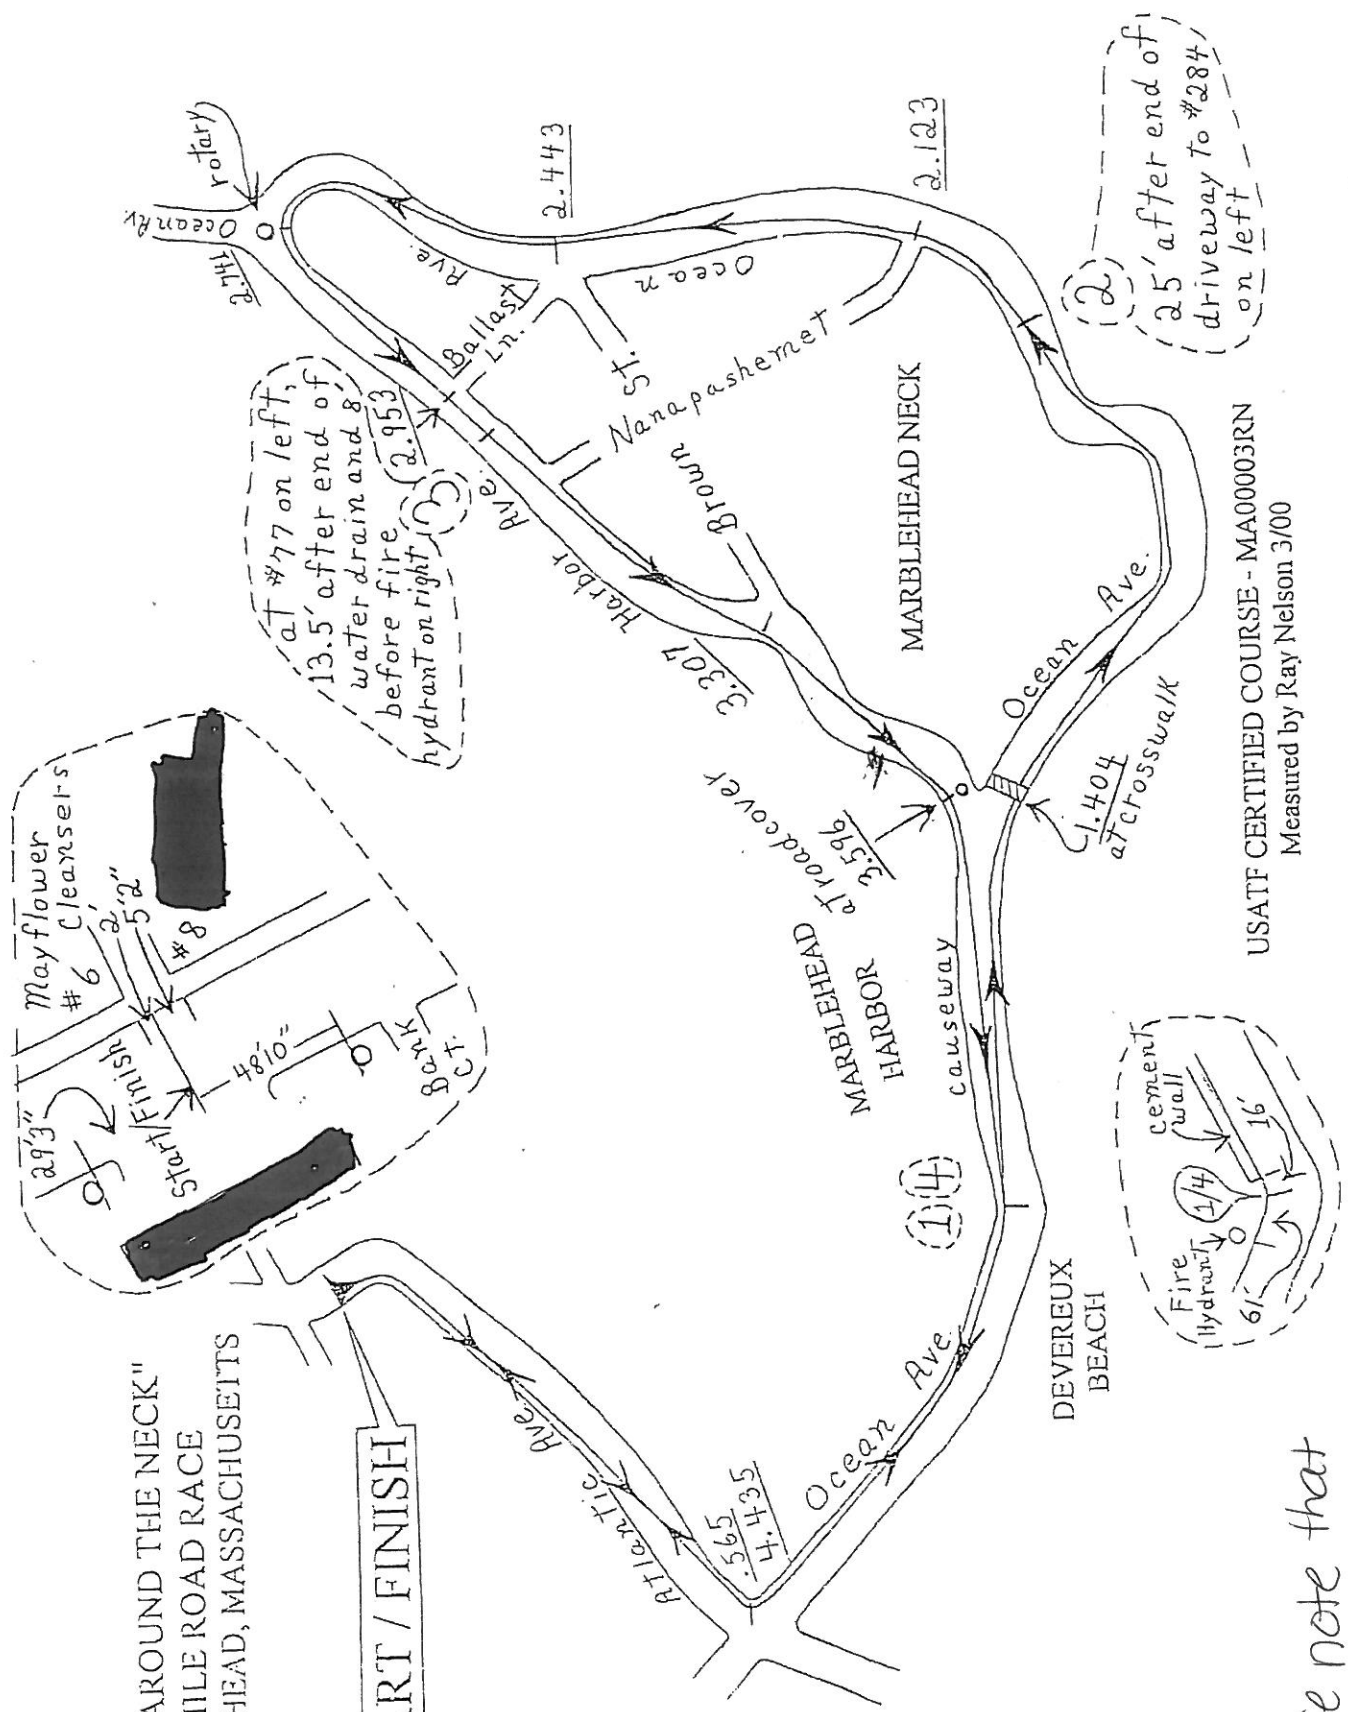 AROUND THE NECK"
MILE ROAD RACE
HEAD, MASSACHUSETTS
RT / FINISH
Mayflower
# 6 Cleansers
2'
5'2"
#8
29'3"
Start/Finish
48'10"
Bank
Ct.
at #77 on left,
13.5' after end of
water drain and 8'
before fire
hydrant on right
3
2.953
2.741
Ocean Av.
rotary
Ave.
Ballast
Ln.
2.443
St.
Ocean
Nanapashemet
2.123
Brown
Harbor Ave.
3.307
MARBLEHEAD NECK
2
25' after end of
driveway to #284,
on left
Ocean Ave.
1.404
at crosswalk
at road cover
3.596
MARBLEHEAD
HARBOR
causeway
1 4
DEVEREUX
BEACH
Ocean Ave.
Atlantic Ave.
.565
4.435
Fire
Hydrant
1/4
cement
wall
16'
61'
USATF CERTIFIED COURSE - MA00003RN
Measured by Ray Nelson 3/00
note that